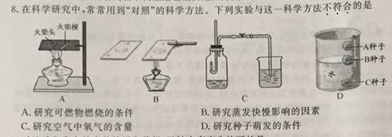 8. 在科学研究中,常常用到“对照”的科学方法。下列实验与这一科学方法不符合的是
火柴头 火柴梗
A种子
B种子
水
C种子
A B C D
A. 研究可燃物燃烧的条件 B. 研究蒸发快慢影响的因素
C. 研究空气中氧气的含量 D. 研究种子萌发的条件